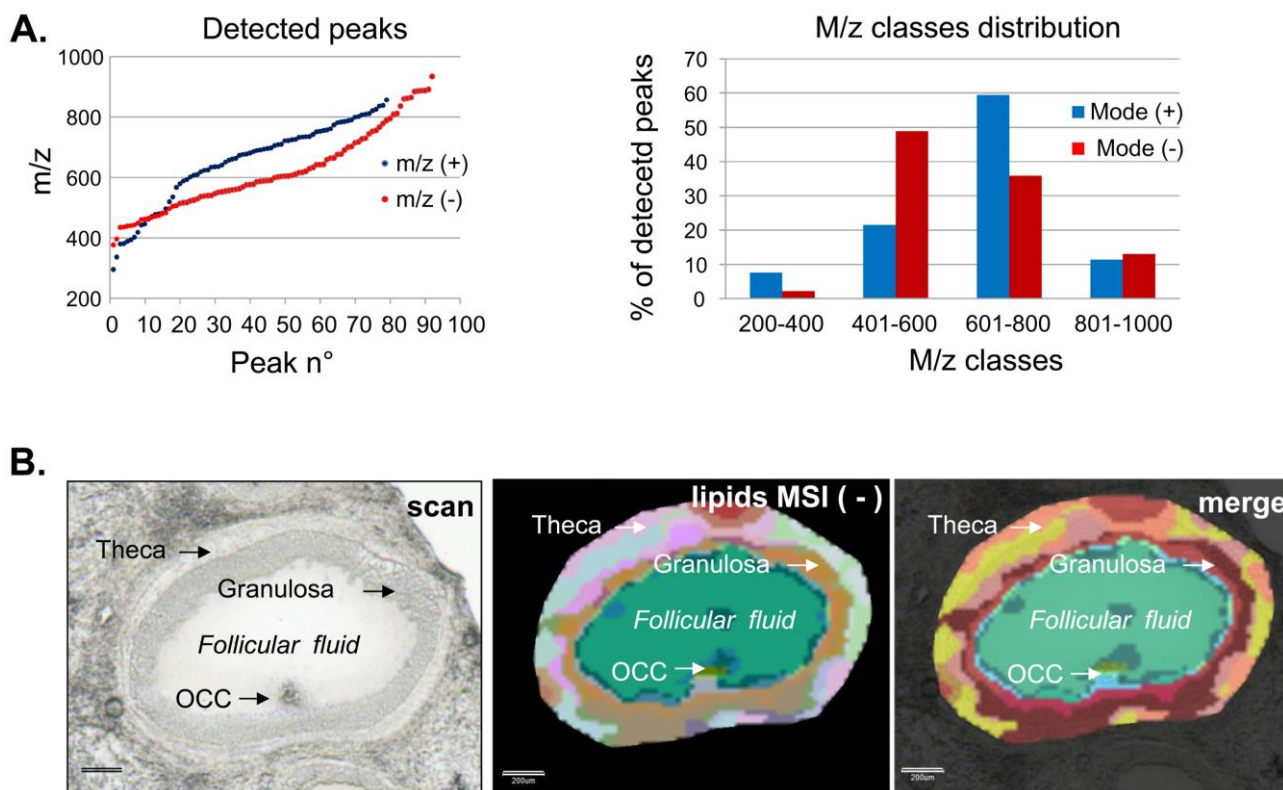 A.
Detected peaks
1000
800
600
400
200
m/z
m/z (+)
m/z (-)
0 10 20 30 40 50 60 70 80 90 100
Peak n°
M/z classes distribution
70
60
50
40
30
20
10
0
% of detecetd peaks
Mode (+)
Mode (-)
200-400 401-600 601-800 801-1000
M/z classes
B.
scan
Theca
Granulosa
Follicular fluid
OCC
lipids MSI ( - )
Theca
Granulosa
Follicular fluid
OCC
200um
merge
Theca
Granulosa
Follicular fluid
OCC
200um